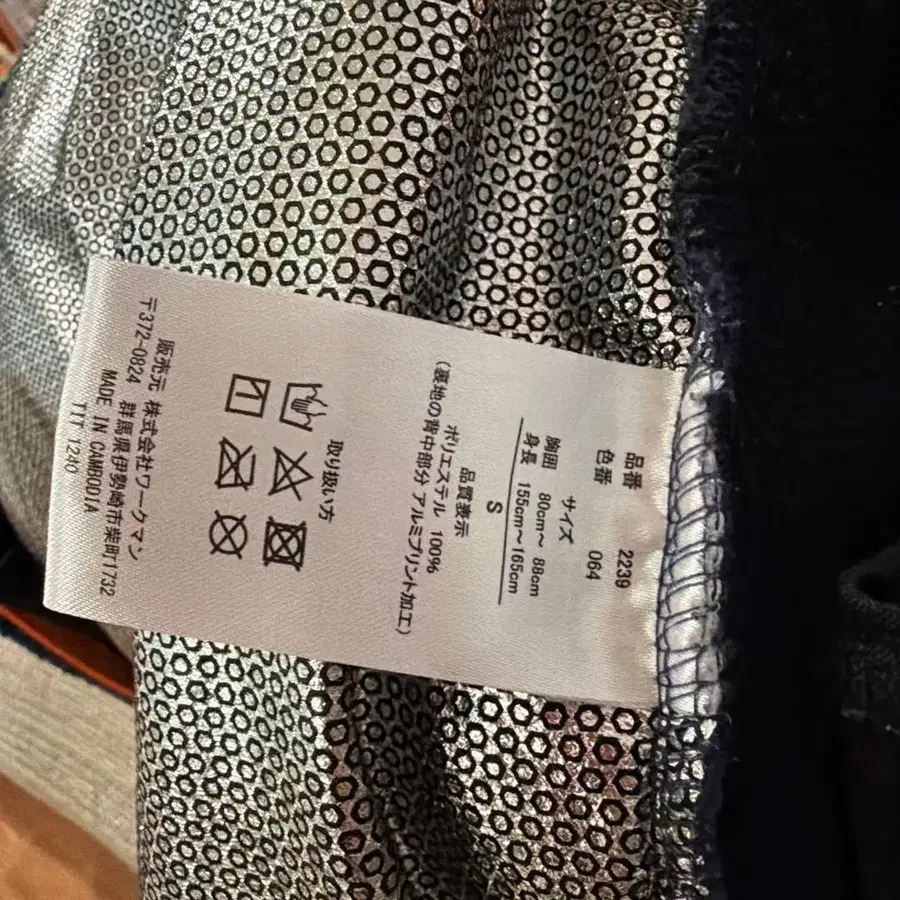 品番 2239
色番 064
サイズ
胸囲 80cm～ 88cm
身長 155cm～165cm
S
品質表示
ポリエステル 100%
(裏地の背中部分 アルミプリント加工)
取り扱い方
販売元 株式会社ワークマン
〒372-0824 群馬県伊勢崎市柴町1732
MADE IN CAMBODIA
TIT 1240